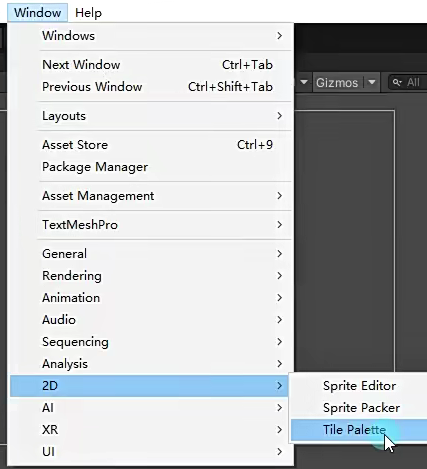 Window Help
Windows
Next Window Ctrl+Tab
Previous Window Ctrl+Shift+Tab
Gizmos All
Layouts
Asset Store Ctrl+9
Package Manager
Asset Management
TextMeshPro
General
Rendering
Animation
Audio
Sequencing
Analysis
2D
AI
XR
UI
Sprite Editor
Sprite Packer
Tile Palette